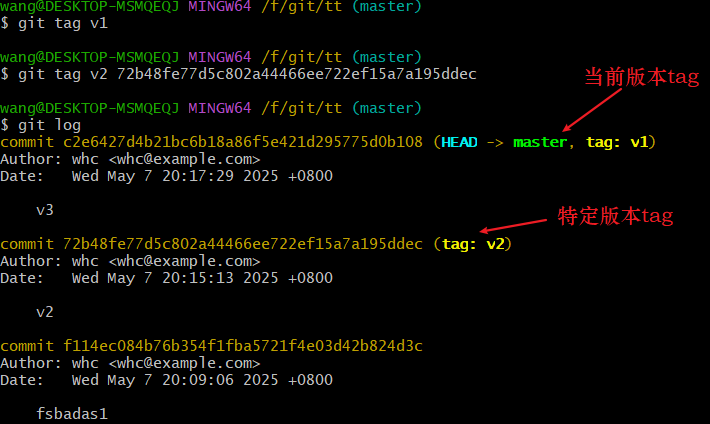 wang@DESKTOP-MSMQEQJ MINGW64 /f/git/tt (master)
$ git tag v1
wang@DESKTOP-MSMQEQJ MINGW64 /f/git/tt (master)
$ git tag v2 72b48fe77d5c802a44466ee722ef15a7a195ddec
当前版本tag
wang@DESKTOP-MSMQEQJ MINGW64 /f/git/tt (master)
$ git log
commit c2e6427d4b21bc6b18a86f5e421d295775d0b108 (HEAD -> master, tag: v1)
Author: whc <whc@example.com>
Date:   Wed May 7 20:17:29 2025 +0800
v3
特定版本tag
commit 72b48fe77d5c802a44466ee722ef15a7a195ddec (tag: v2)
Author: whc <whc@example.com>
Date:   Wed May 7 20:15:13 2025 +0800
v2
commit f114ec084b76b354f1fba5721f4e03d42b824d3c
Author: whc <whc@example.com>
Date:   Wed May 7 20:09:06 2025 +0800
fsbadas1